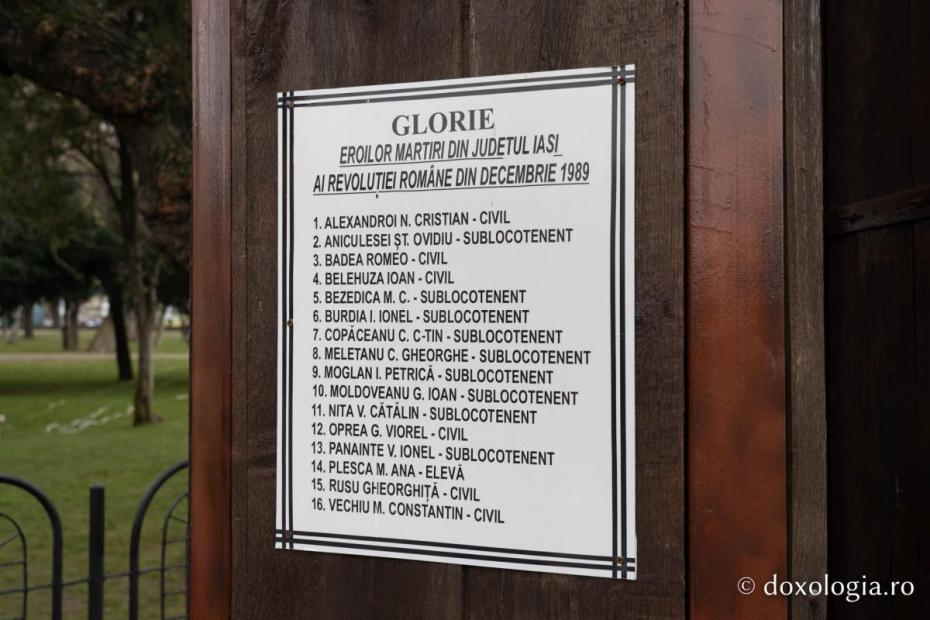 GLORIE
EROILOR MARTIRI DIN JUDEȚUL IAȘI
AI REVOLUȚIEI ROMÂNE DIN DECEMBRIE 1989
1. ALEXANDROI N. CRISTIAN - CIVIL
2. ANICULESEI ȘT. OVIDIU - SUBLOCOTENENT
3. BADEA ROMEO - CIVIL
4. BELEHUZA IOAN - CIVIL
5. BEZEDICA M. C. - SUBLOCOTENENT
6. BURDIA I. IONEL - SUBLOCOTENENT
7. COPĂCEANU C. C-TIN - SUBLOCOTENENT
8. MELETANU C. GHEORGHE - SUBLOCOTENENT
9. MOGLAN I. PETRICĂ - SUBLOCOTENENT
10. MOLDOVEANU G. IOAN - SUBLOCOTENENT
11. NITA V. CĂTĂLIN - SUBLOCOTENENT
12. OPREA G. VIOREL - CIVIL
13. PANAINTE V. IONEL - SUBLOCOTENENT
14. PLESCA M. ANA - ELEVĂ
15. RUSU GHEORGHIȚĂ - CIVIL
16. VECHIU M. CONSTANTIN - CIVIL
© doxologia.ro